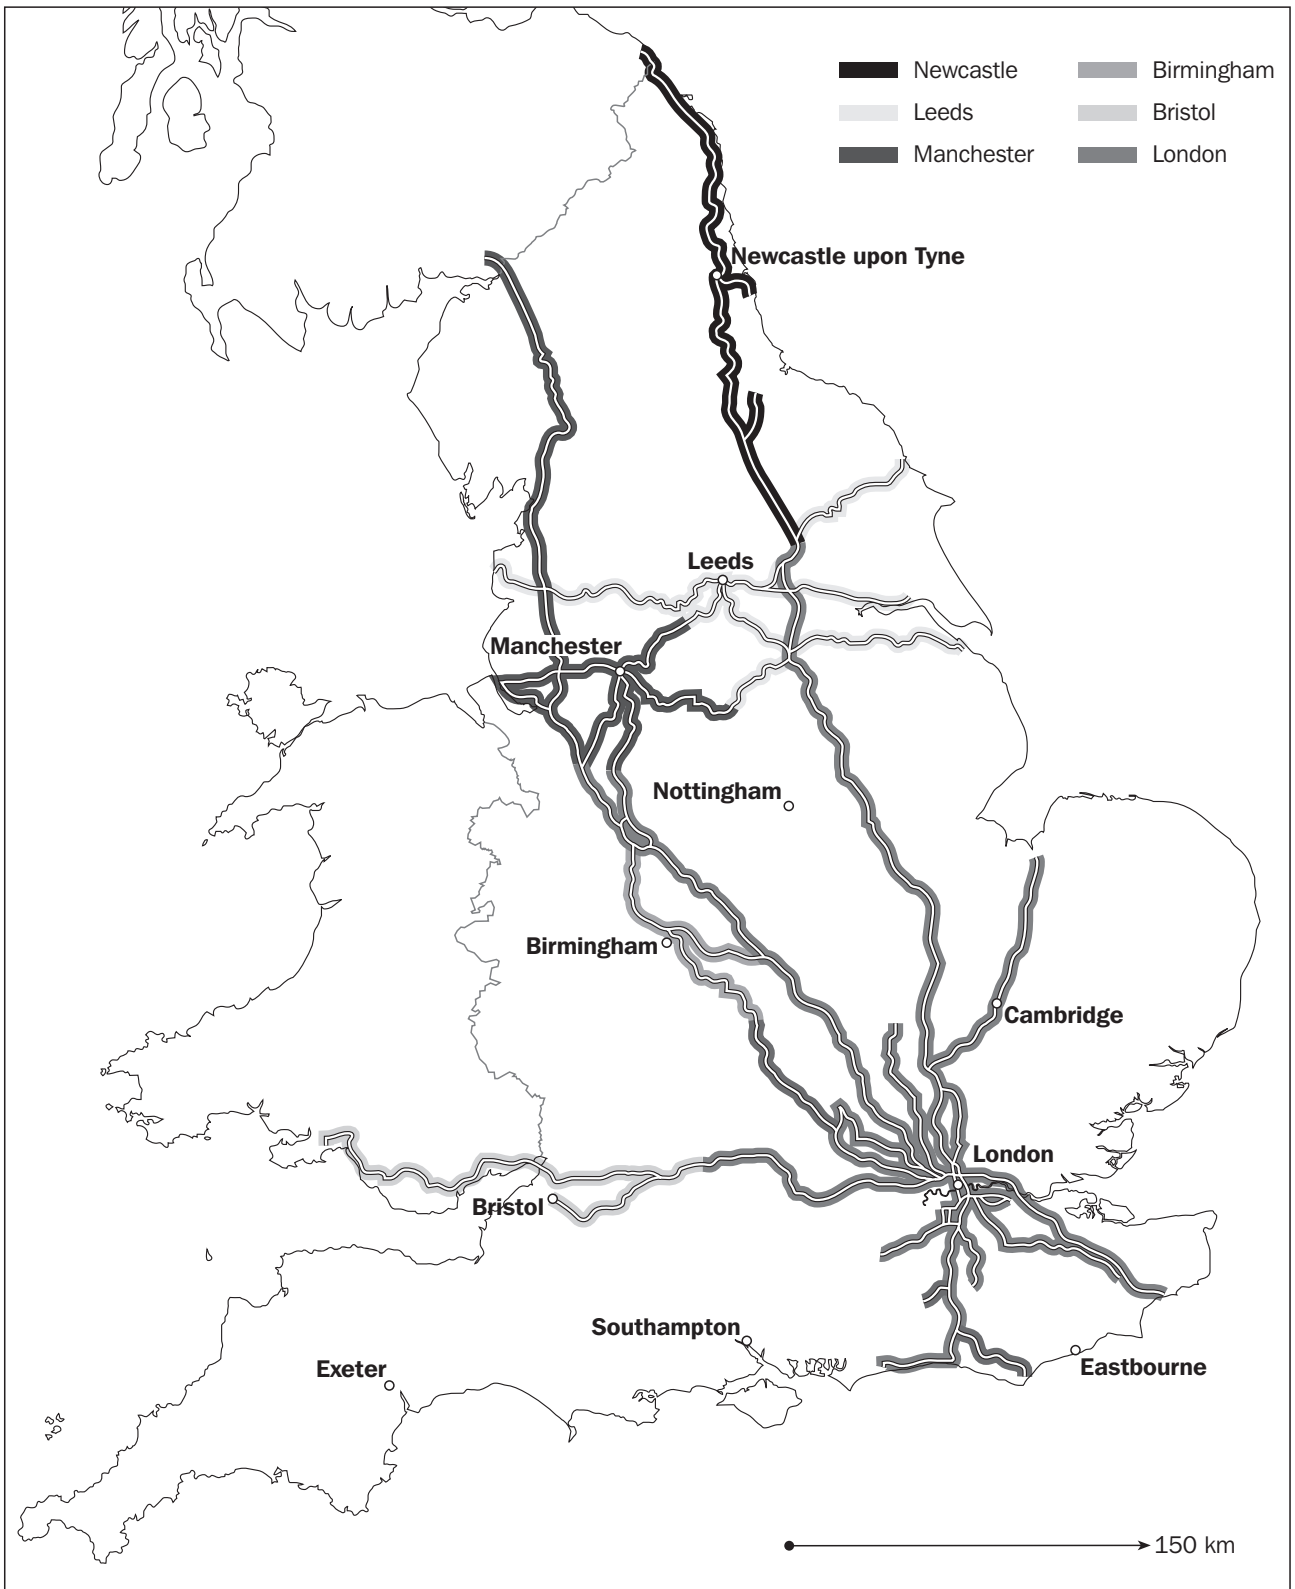 Newcastle
Birmingham
Leeds
Bristol
Manchester
London
Newcastle upon Tyne
Leeds
Manchester
Nottingham
Birmingham
Cambridge
London
Bristol
Southampton
Exeter
Eastbourne
150 km